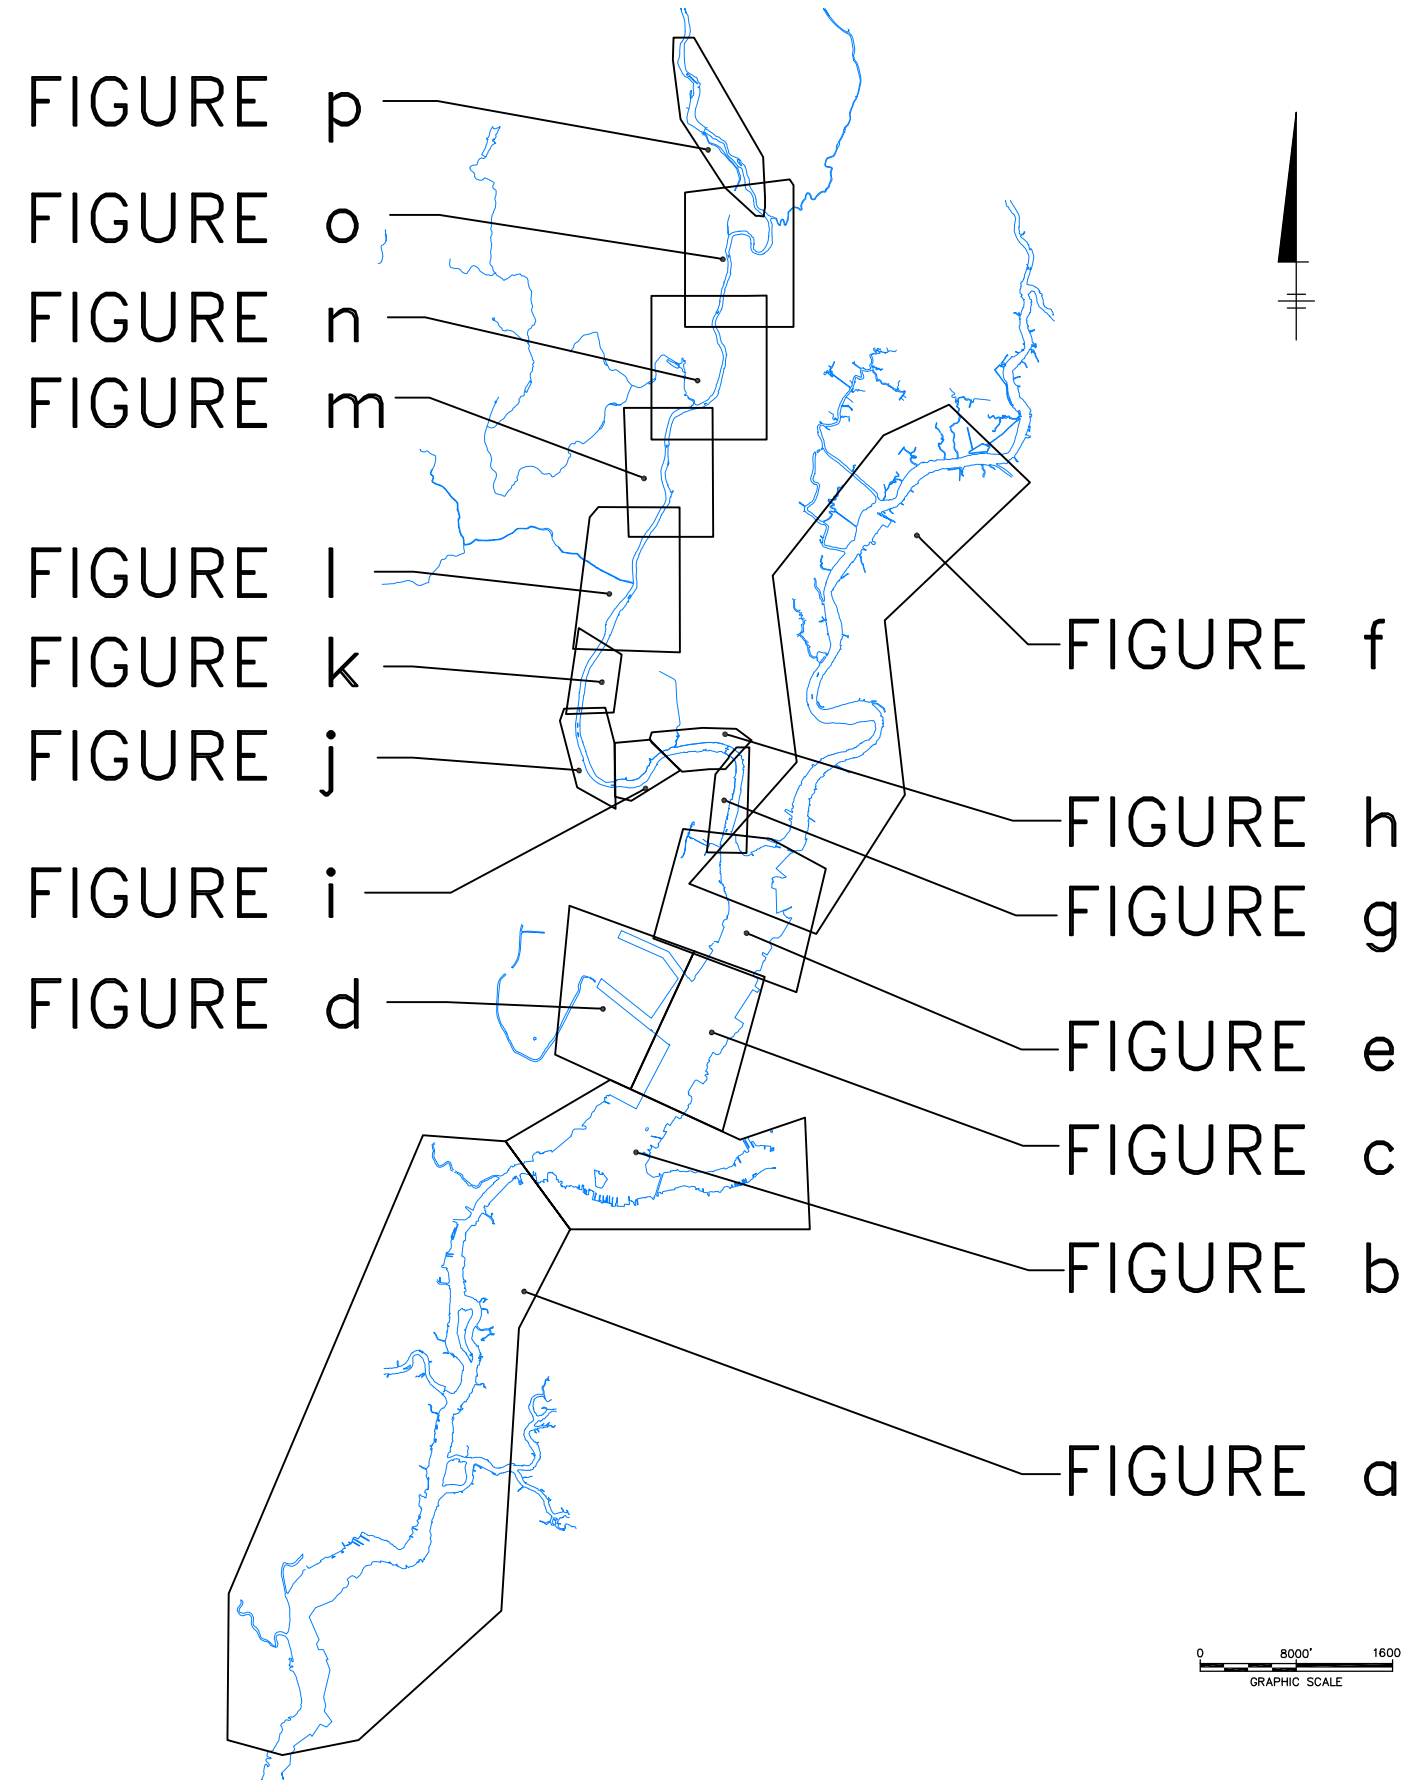 FIGURE p
FIGURE o
FIGURE n
FIGURE m
FIGURE l
FIGURE k
FIGURE j
FIGURE i
FIGURE d
FIGURE f
FIGURE h
FIGURE g
FIGURE e
FIGURE c
FIGURE b
FIGURE a
0 8000' 1600
GRAPHIC SCALE